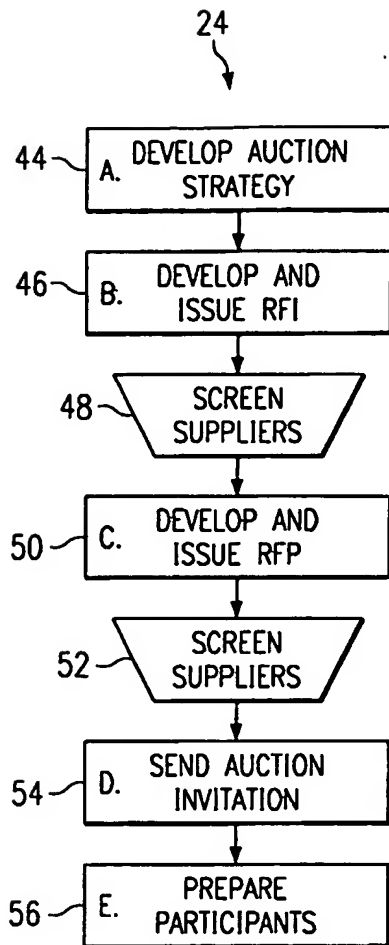 24
44 A. DEVELOP AUCTION
STRATEGY
46 B. DEVELOP AND
ISSUE RFI
48 SCREEN
SUPPLIERS
50 C. DEVELOP AND
ISSUE RFP
52 SCREEN
SUPPLIERS
54 D. SEND AUCTION
INVITATION
56 E. PREPARE
PARTICIPANTS